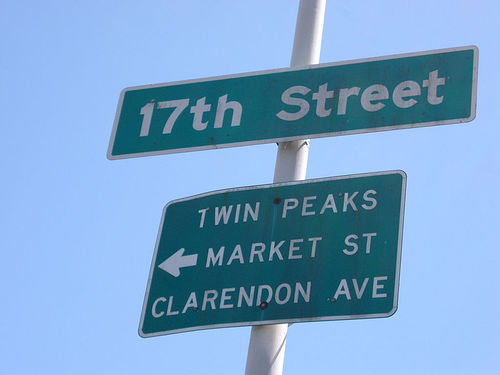 17th Street
TWIN PEAKS
MARKET ST
CLARENDON AVE